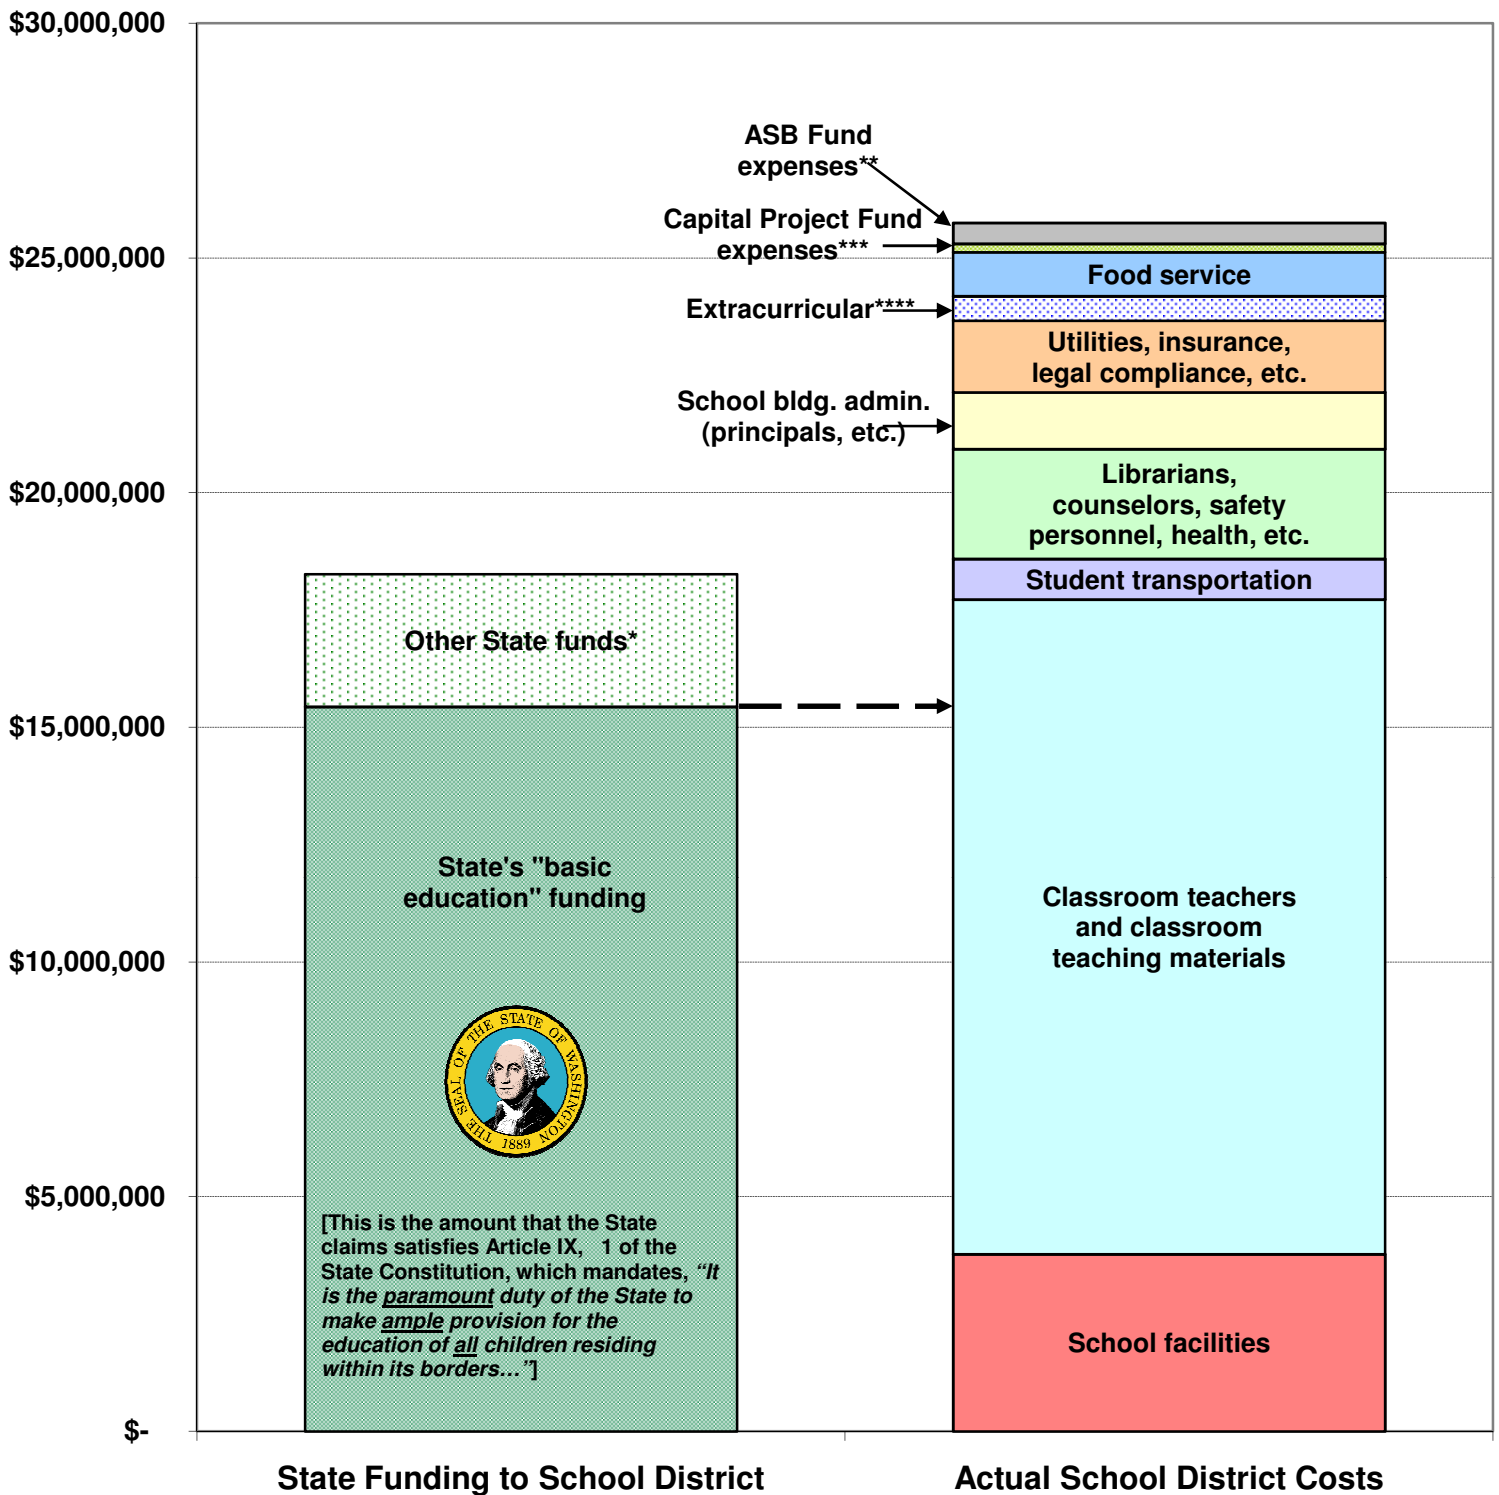 $30,000,000
$25,000,000
$20,000,000
$15,000,000
$10,000,000
$5,000,000
$-
ASB Fund
expenses**
Capital Project Fund
expenses***
Extracurricular****
School bldg. admin.
(principals, etc.)
Food service
Utilities, insurance,
legal compliance, etc.
Librarians,
counselors, safety
personnel, health, etc.
Student transportation
Classroom teachers
and classroom
teaching materials
School facilities
Other State funds*
State's "basic
education" funding
THE SEAL OF THE STATE OF WASHINGTON
1889
[This is the amount that the State
claims satisfies Article IX, 1 of the
State Constitution, which mandates, “It
is the paramount duty of the State to
make ample provision for the
education of all children residing
within its borders…”]
State Funding to School District
Actual School District Costs